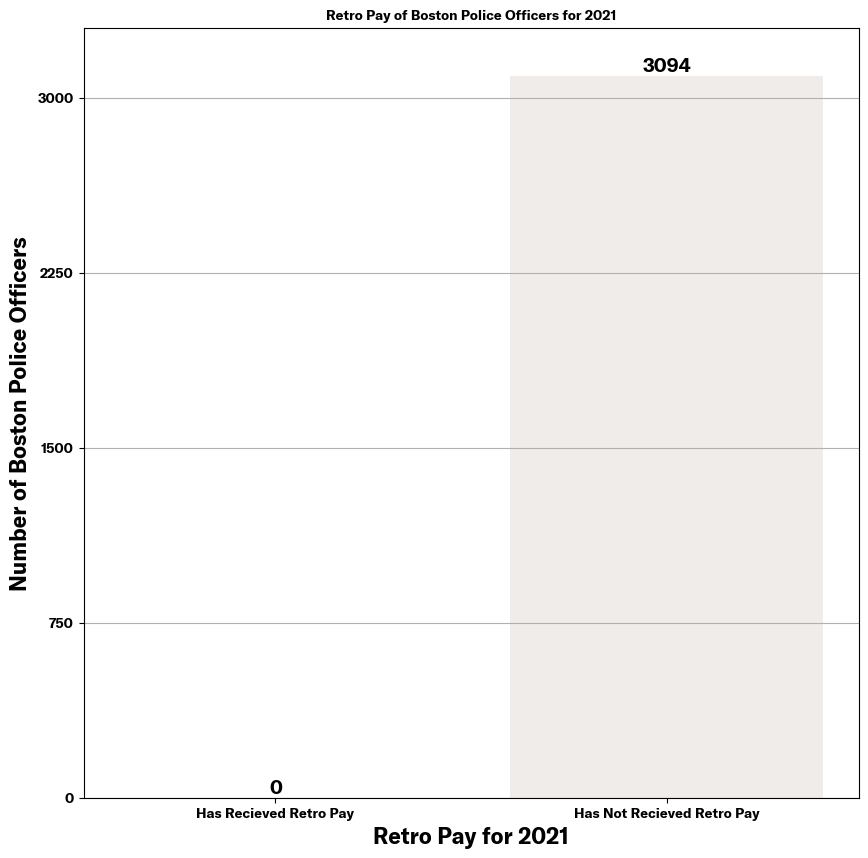 Retro Pay of Boston Police Officers for 2021
3094
3000
2250
1500
750
0
0
Number of Boston Police Officers
Has Recieved Retro Pay
Has Not Recieved Retro Pay
Retro Pay for 2021